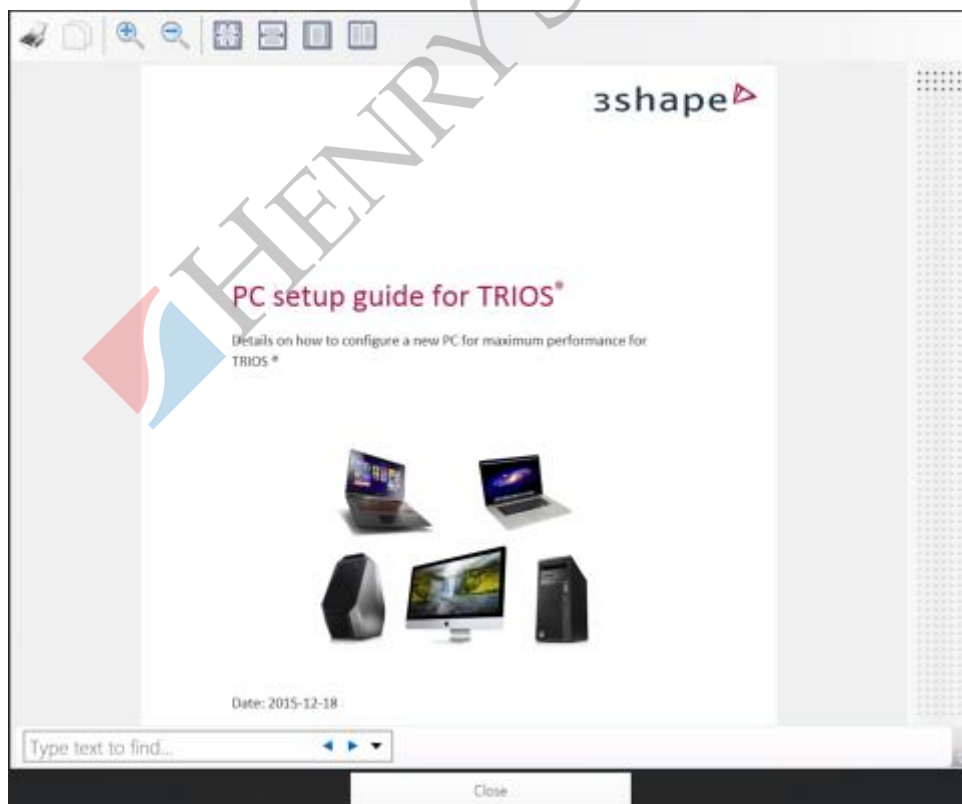 3shape
PC setup guide for TRIOS®
Details on how to configure a new PC for maximum performance for
TRIOS ®
Date: 2015-12-18
Type text to find...
Close
HENRY S